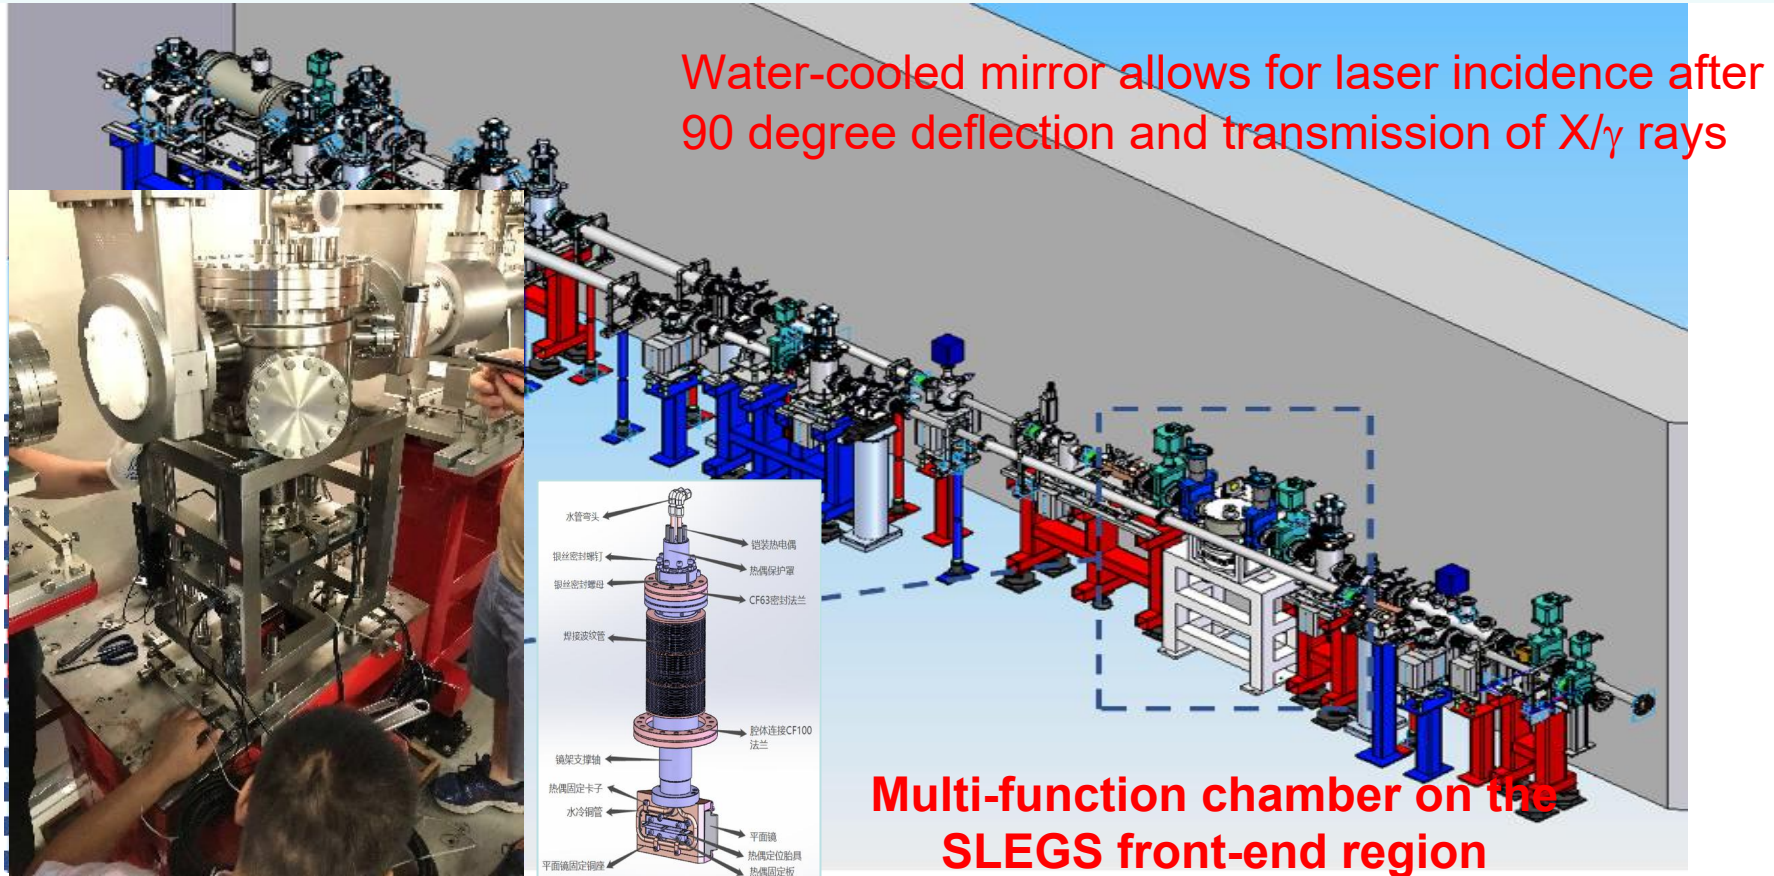 Water-cooled mirror allows for laser incidence after
90 degree deflection and transmission of X/γ rays
水管弯头
铠装热电偶
银丝密封螺钉
热偶保护罩
银丝密封螺母
CF63密封法兰
焊接波纹管
腔体连接CF100
法兰
镜架支撑轴
热偶固定卡子
水冷铜管
平面镜
热偶定位胎具
平面镜固定铜座
热偶固定板
Multi-function chamber on the
SLEGS front-end region